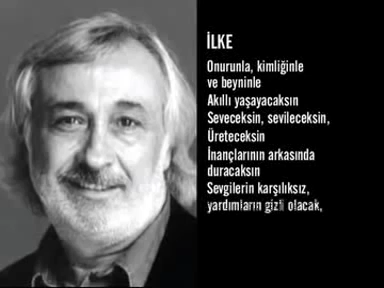 İLKE
Onurunla, kimliğinle
ve beyninle
Akıllı yaşayacaksın
Seveceksin, sevileceksin,
Üreteceksin
İnançlarının arkasında
duracaksın
Sevgilerin karşılıksız,
yardımların gizli olacak,